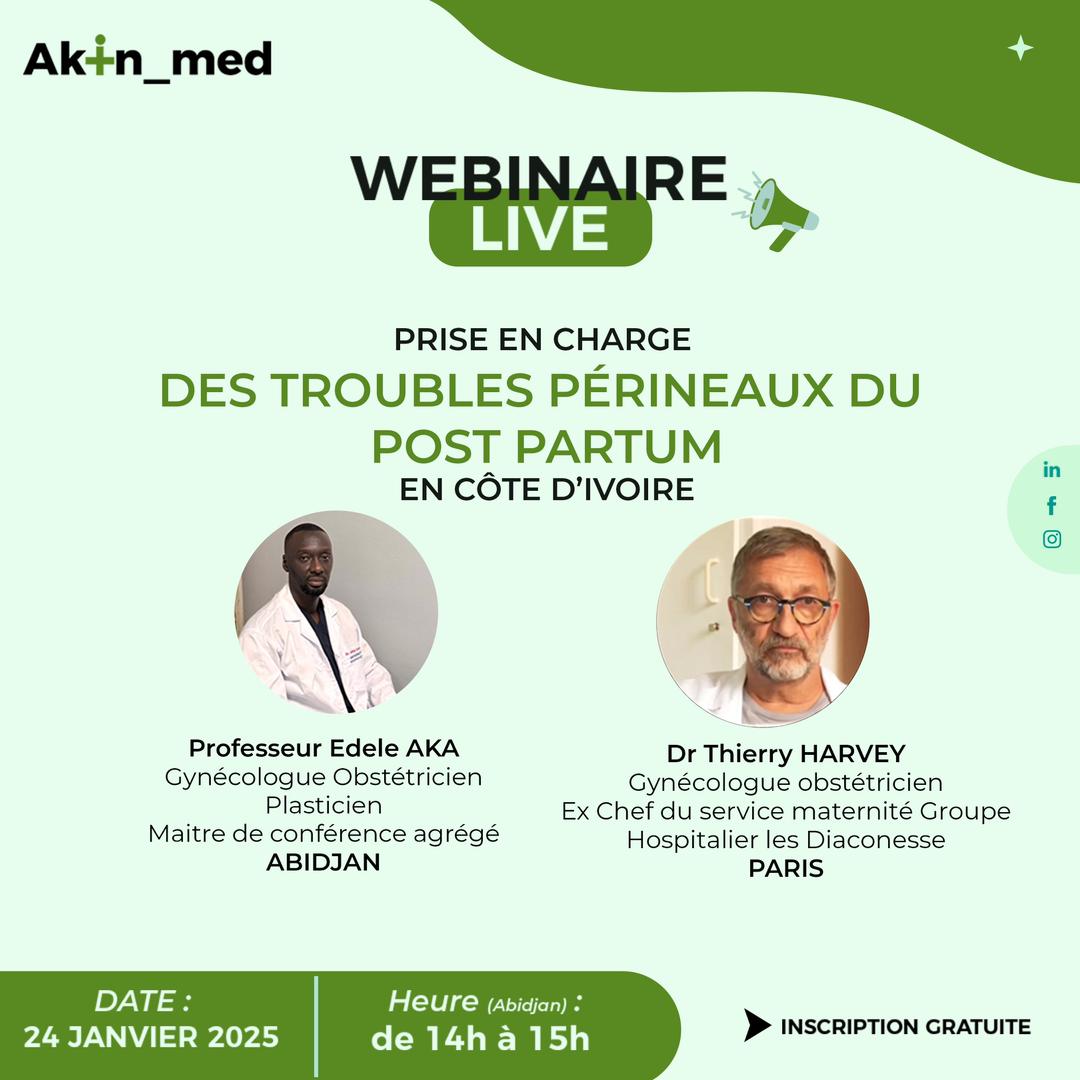 Akin_med
WEBINAIRE
LIVE
PRISE EN CHARGE
DES TROUBLES PÉRINEAUX DU
POST PARTUM
EN CÔTE D’IVOIRE
in
f
Professeur Edele AKA
Gynécologue Obstétricien
Plasticien
Maitre de conférence agrégé
ABIDJAN
Dr Thierry HARVEY
Gynécologue obstétricien
Ex Chef du service maternité Groupe
Hospitalier les Diaconesse
PARIS
DATE :
24 JANVIER 2025
Heure (Abidjan) :
de 14h à 15h
INSCRIPTION GRATUITE